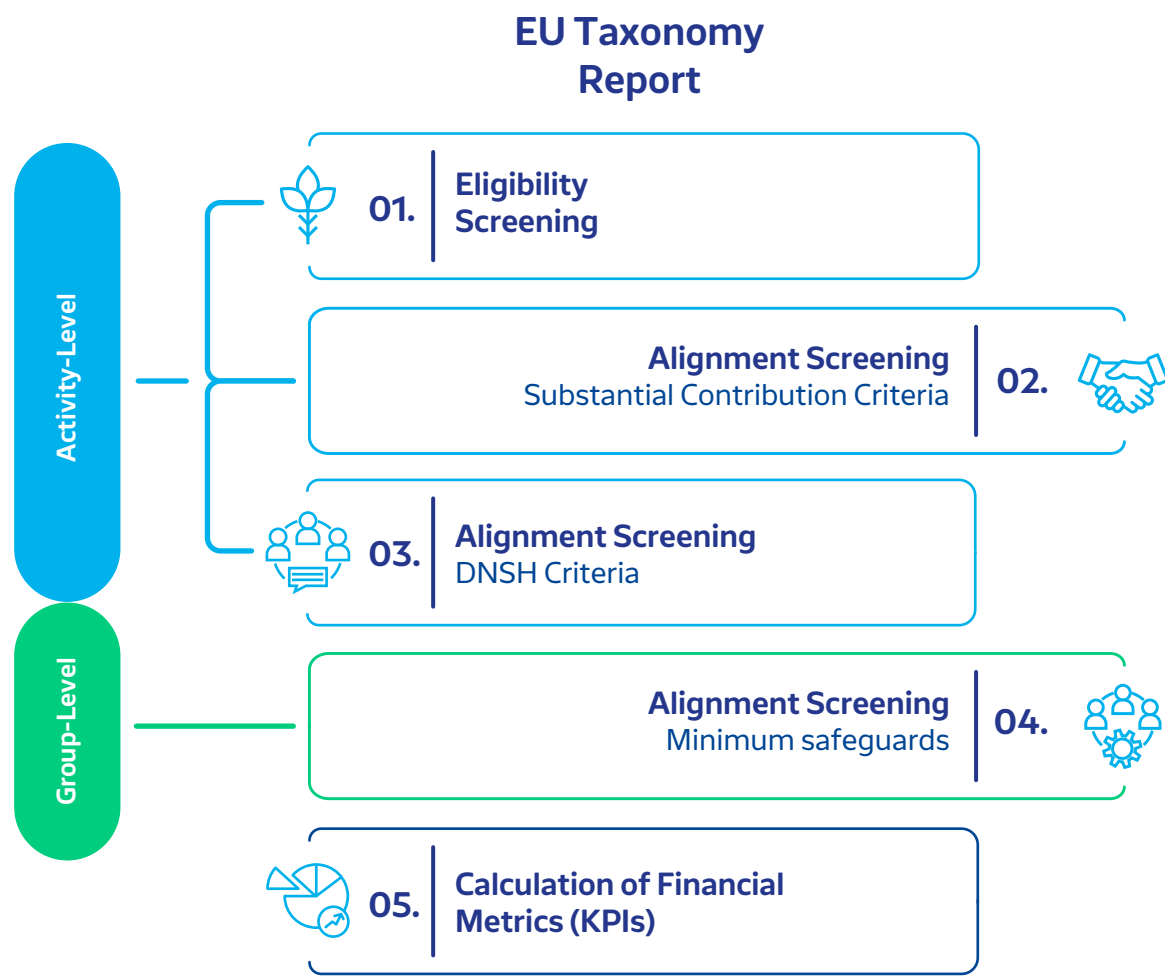 EU Taxonomy
Report
Activity-Level
01.
Eligibility
Screening
Alignment Screening
Substantial Contribution Criteria
02.
03.
Alignment Screening
DNSH Criteria
Group-Level
Alignment Screening
Minimum safeguards
04.
05.
Calculation of Financial
Metrics (KPIs)